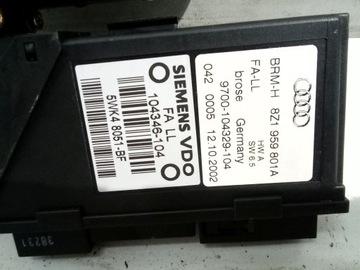 BRM-H 8Z1 959 801A
HW A
SW 6.5
FA-LL
brose Germany
9700-104329-104
042 0005 12.10.2002
SIEMENS VDO
FA LL
104346-104
5WK4 8051-BF
38231